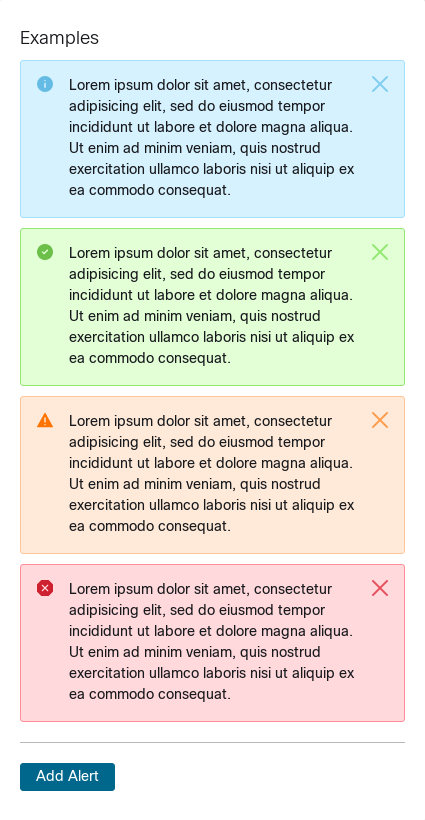 Examples
Lorem ipsum dolor sit amet, consectetur
adipisicing elit, sed do eiusmod tempor
incididunt ut labore et dolore magna aliqua.
Ut enim ad minim veniam, quis nostrud
exercitation ullamco laboris nisi ut aliquip ex
ea commodo consequat.
Lorem ipsum dolor sit amet, consectetur
adipisicing elit, sed do eiusmod tempor
incididunt ut labore et dolore magna aliqua.
Ut enim ad minim veniam, quis nostrud
exercitation ullamco laboris nisi ut aliquip ex
ea commodo consequat.
Lorem ipsum dolor sit amet, consectetur
adipisicing elit, sed do eiusmod tempor
incididunt ut labore et dolore magna aliqua.
Ut enim ad minim veniam, quis nostrud
exercitation ullamco laboris nisi ut aliquip ex
ea commodo consequat.
Lorem ipsum dolor sit amet, consectetur
adipisicing elit, sed do eiusmod tempor
incididunt ut labore et dolore magna aliqua.
Ut enim ad minim veniam, quis nostrud
exercitation ullamco laboris nisi ut aliquip ex
ea commodo consequat.
Add Alert